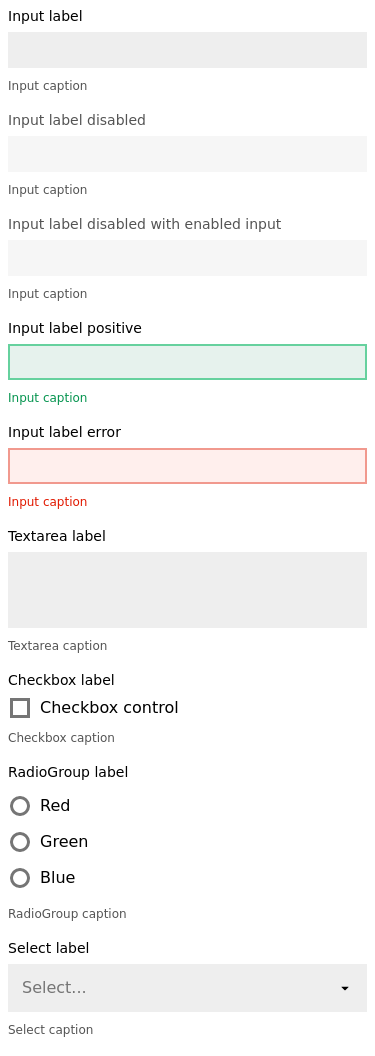 Input label
Input caption
Input label disabled
Input caption
Input label disabled with enabled input
Input caption
Input label positive
Input caption
Input label error
Input caption
Textarea label
Textarea caption
Checkbox label
Checkbox control
Checkbox caption
RadioGroup label
Red
Green
Blue
RadioGroup caption
Select label
Select...
Select caption